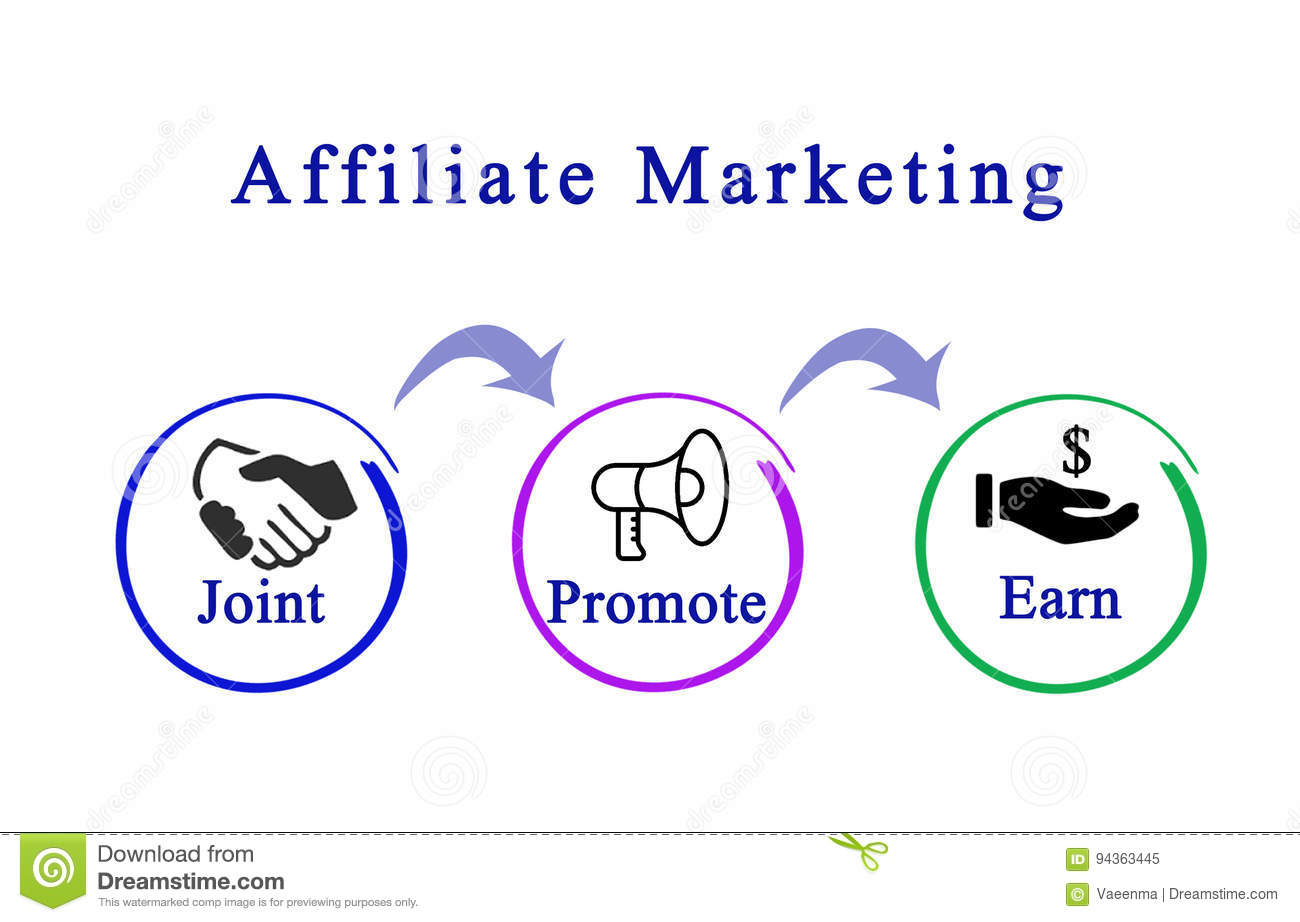 Affiliate Marketing
$
Joint
Promote
Earn
dreamstime
Download from
Dreamstime.com
This watermarked comp image is for previewing purposes only.
ID 94363445
© Vaeenma | Dreamstime.com